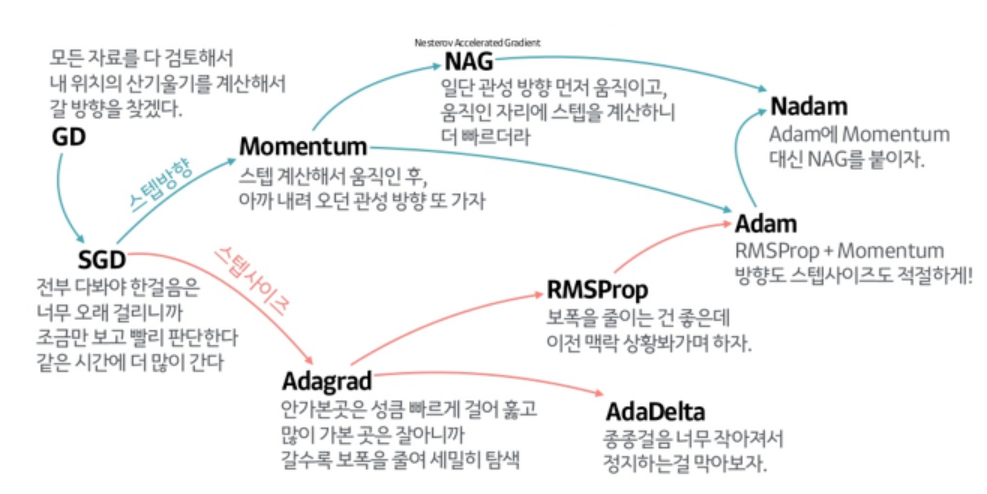 모든 자료를 다 검토해서
내 위치의 산기울기를 계산해서
갈 방향을 찾겠다.
GD
스텝방향
Momentum
스텝 계산해서 움직인 후,
아까 내려 오던 관성 방향 또 가자
Nesterov Accelerated Gradient
NAG
일단 관성 방향 먼저 움직이고,
움직인 자리에 스텝을 계산하니
더 빠르더라
Nadam
Adam에 Momentum
대신 NAG를 붙이자.
Adam
RMSProp + Momentum
방향도 스텝사이즈도 적절하게!
SGD
전부 다봐야 한걸음은
너무 오래 걸리니까
조금만 보고 빨리 판단한다
같은 시간에 더 많이 간다
스텝사이즈
RMSProp
보폭을 줄이는 건 좋은데
이전 맥락 상황봐가며 하자.
Adagrad
안가본곳은 성큼 빠르게 걸어 훑고
많이 가본 곳은 잘아니까
갈수록 보폭을 줄여 세밀히 탐색
AdaDelta
종종걸음 너무 작아져서
정지하는걸 막아보자.